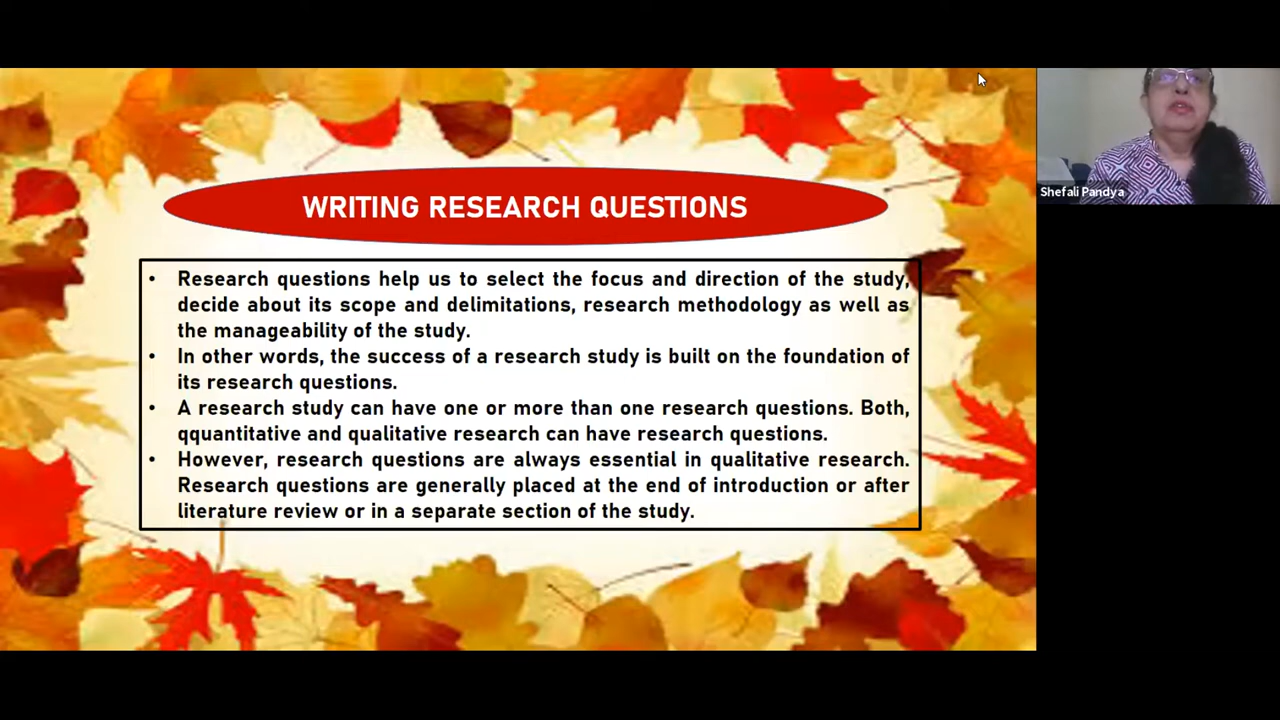 WRITING RESEARCH QUESTIONS
• Research questions help us to select the focus and direction of the study,
decide about its scope and delimitations, research methodology as well as
the manageability of the study.
• In other words, the success of a research study is built on the foundation of
its research questions.
• A research study can have one or more than one research questions. Both,
qquantitative and qualitative research can have research questions.
• However, research questions are always essential in qualitative research.
Research questions are generally placed at the end of introduction or after
literature review or in a separate section of the study.
Shefali Pandya